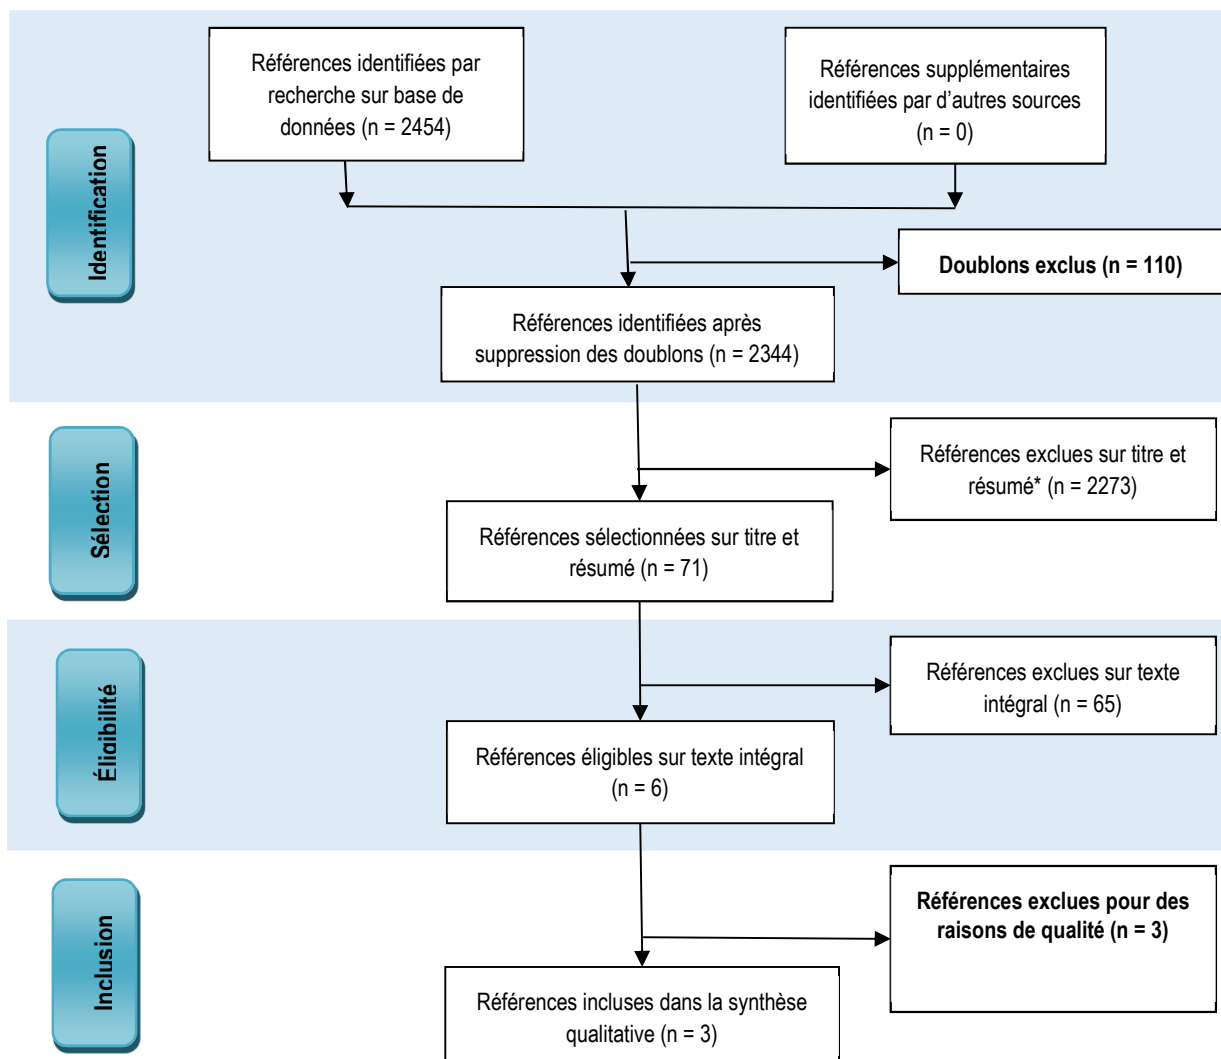 Références identifiées par
recherche sur base de
données (n = 2454)
Références supplémentaires
identifiées par d’autres sources
(n = 0)
Identification
Doublons exclus (n = 110)
Références identifiées après
suppression des doublons (n = 2344)
Sélection
Références exclues sur titre et
résumé* (n = 2273)
Références sélectionnées sur titre et
résumé (n = 71)
Éligibilité
Références exclues sur texte
intégral (n = 65)
Références éligibles sur texte intégral
(n = 6)
Inclusion
Références exclues pour des
raisons de qualité (n = 3)
Références incluses dans la synthèse
qualitative (n = 3)